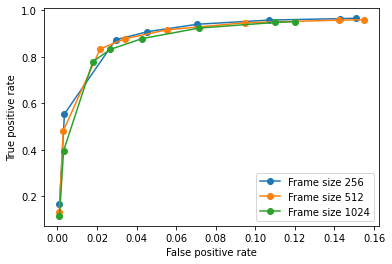 1.0
0.8
0.6
0.4
0.2
True positive rate
Frame size 256
Frame size 512
Frame size 1024
0.00 0.02 0.04 0.06 0.08 0.10 0.12 0.14 0.16
False positive rate